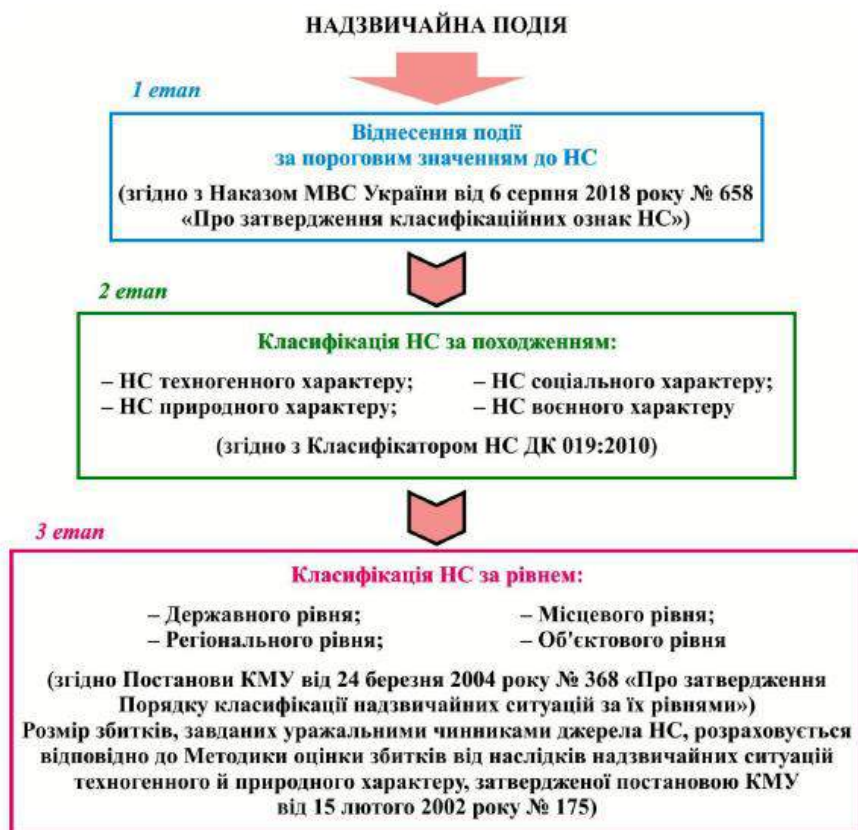 НАДЗВИЧАЙНА ПОДІЯ
1 етап
Віднесення події
за пороговим значенням до НС
(згідно з Наказом МВС України від 6 серпня 2018 року № 658
«Про затвердження класифікаційних ознак НС»)
2 етап
Класифікація НС за походженням:
– НС техногенного характеру; – НС соціального характеру;
– НС природного характеру; – НС воєнного характеру
(згідно з Класифікатором НС ДК 019:2010)
3 етап
Класифікація НС за рівнем:
– Державного рівня; – Місцевого рівня;
– Регіонального рівня; – Об'єктового рівня
(згідно Постанови КМУ від 24 березня 2004 року № 368 «Про затвердження
Порядку класифікації надзвичайних ситуацій за їх рівнями»)
Розмір збитків, завданих уражальними чинниками джерела НС, розраховується
відповідно до Методики оцінки збитків від наслідків надзвичайних ситуацій
техногенного й природного характеру, затвердженої постановою КМУ
від 15 лютого 2002 року № 175)